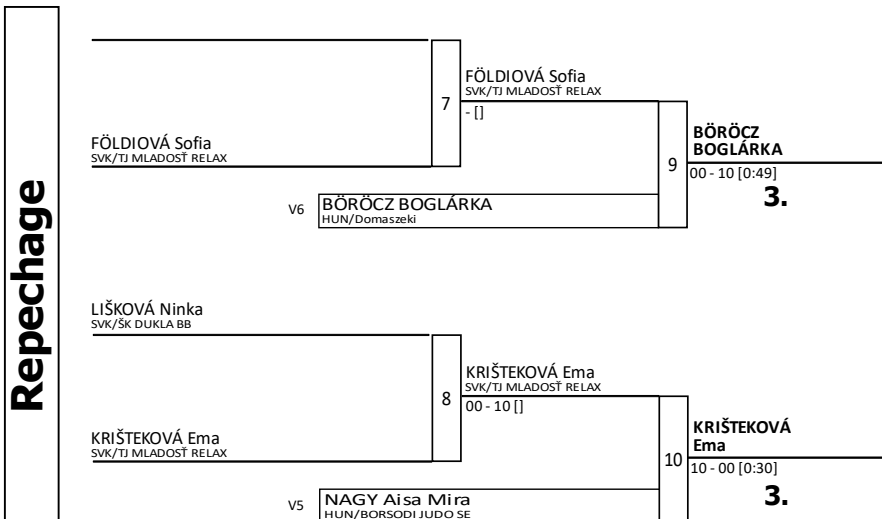 Repechage
7
FÖLDIOVÁ Sofia
SVK/TJ MLADOSŤ RELAX
- []
FÖLDIOVÁ Sofia
SVK/TJ MLADOSŤ RELAX
9
BÖRÖCZ
BOGLÁRKA
00 - 10 [0:49]
3.
V6
BÖRÖCZ BOGLÁRKA
HUN/Domaszeki
LIŠKOVÁ Ninka
SVK/ŠK DUKLA BB
8
KRIŠTEKOVÁ Ema
SVK/TJ MLADOSŤ RELAX
00 - 10 []
KRIŠTEKOVÁ Ema
SVK/TJ MLADOSŤ RELAX
10
KRIŠTEKOVÁ
Ema
10 - 00 [0:30]
3.
V5
NAGY Aisa Mira
HUN/BORSODI JUDO SE